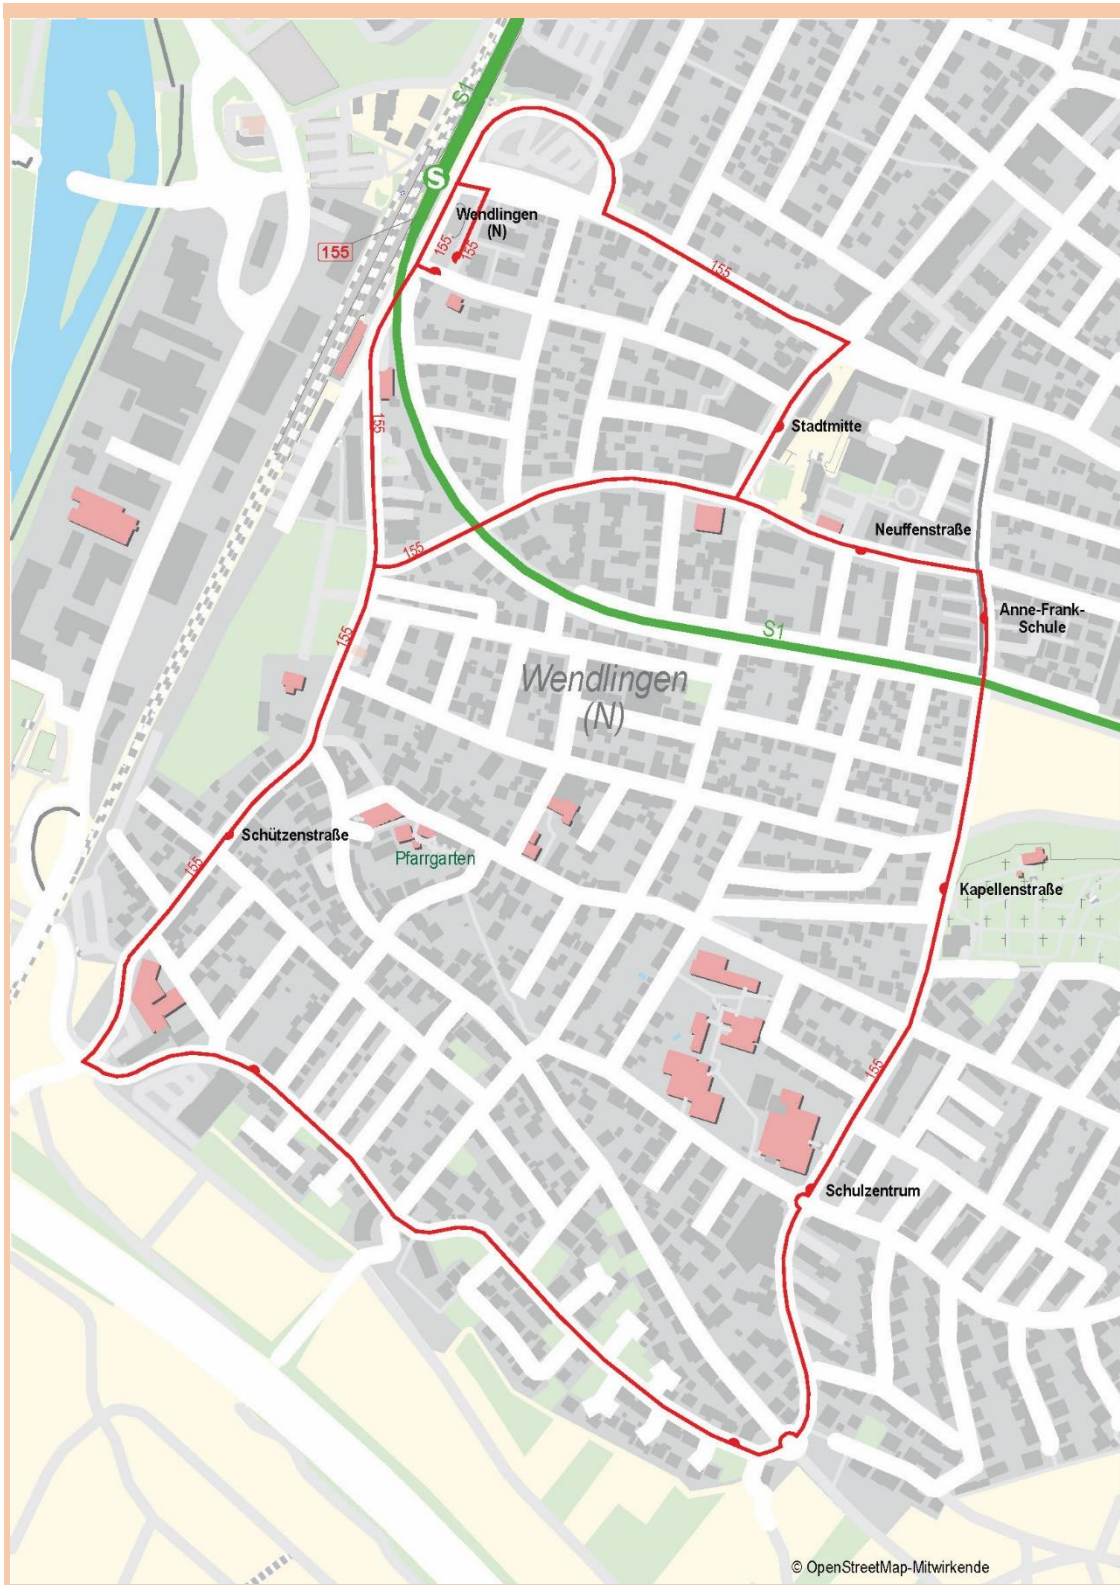 S1
S
Wendlingen
(N)
155
155
155
155
Stadtmitte
155
Neuffenstraße
155
Anne-Frank-
Schule
S1
155
Wendlingen
(N)
Schützenstraße
Pfarrgarten
155
Kapellenstraße
155
Schulzentrum
© OpenStreetMap-Mitwirkende